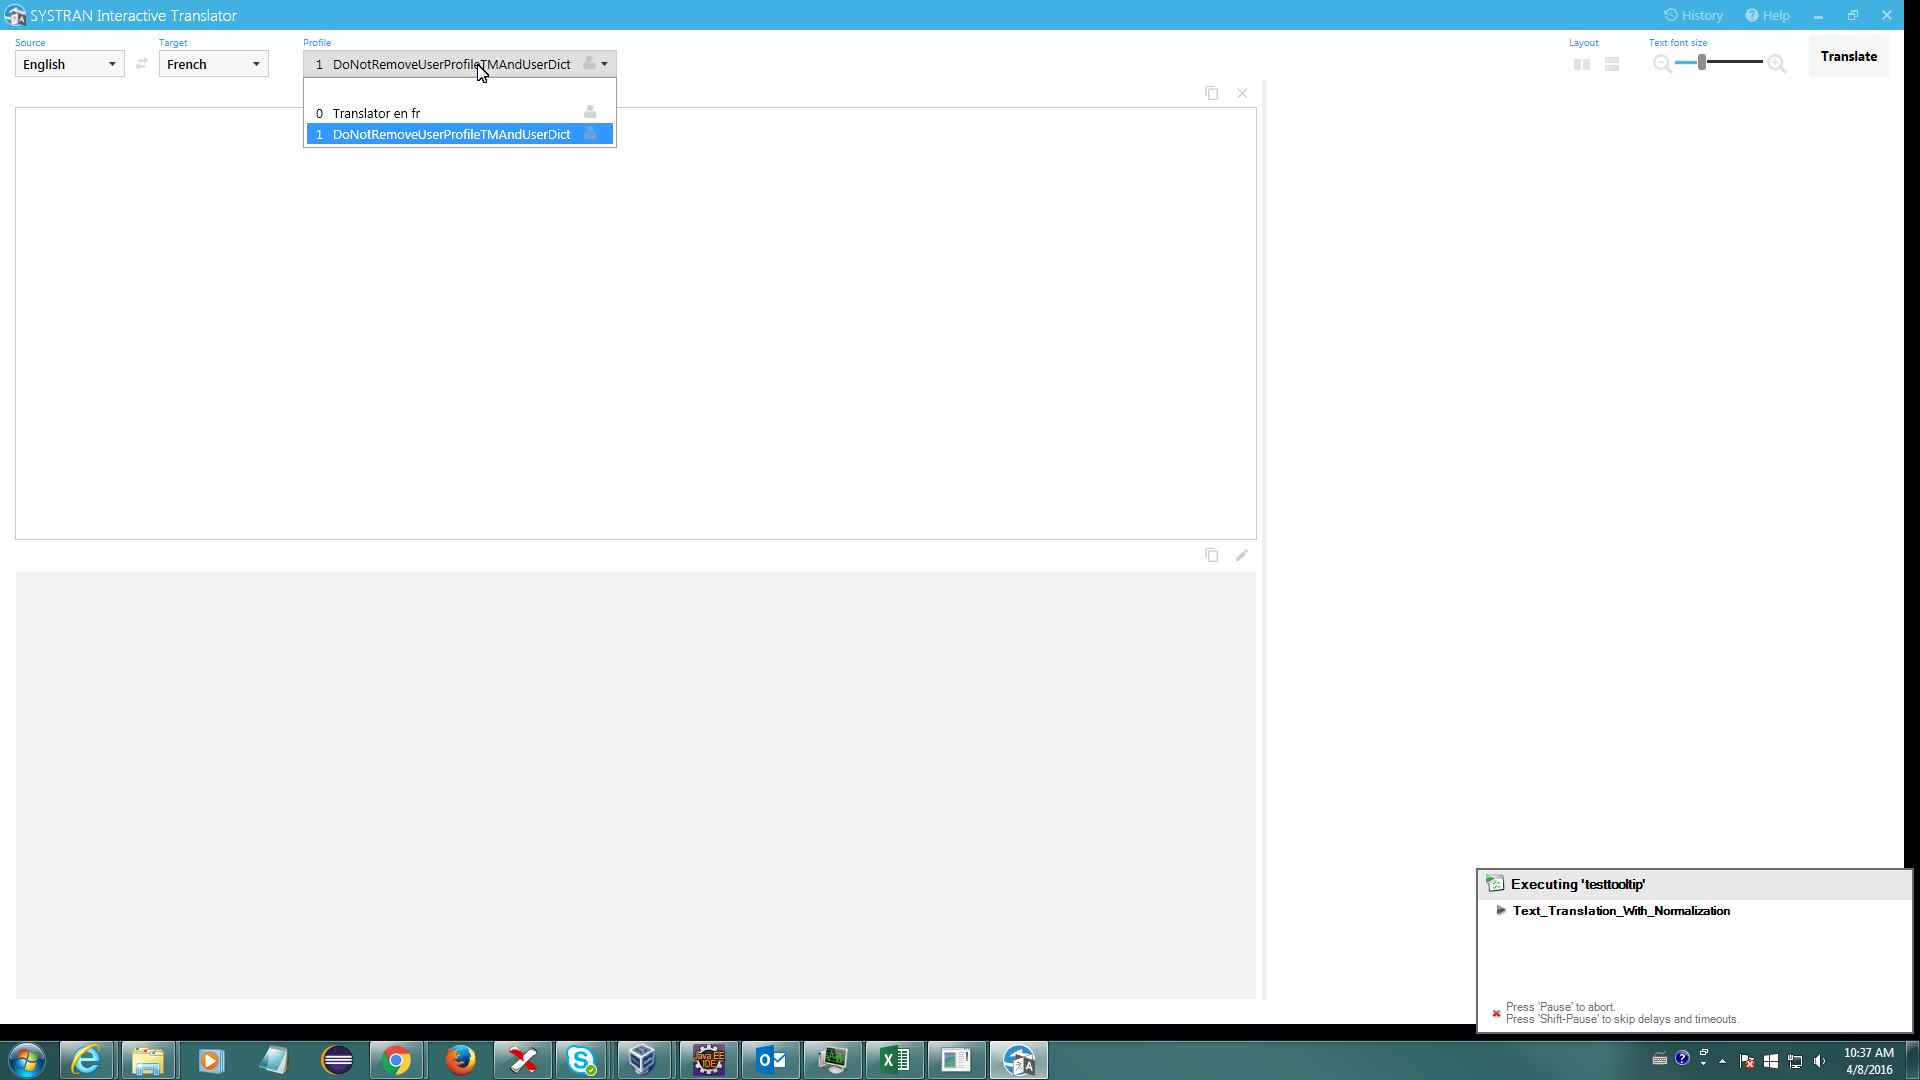 SYSTRAN Interactive Translator
History
Help
Source
Target
Profile
Layout
Text font size
English
French
1 DoNotRemoveUserProfileTMAndUserDict
Translate
0 Translator en fr
1 DoNotRemoveUserProfileTMAndUserDict
Executing 'testtooltip'
Text_Translation_With_Normalization
Press 'Pause' to abort.
Press 'Shift-Pause' to skip delays and timeouts.
10:37 AM
4/8/2016